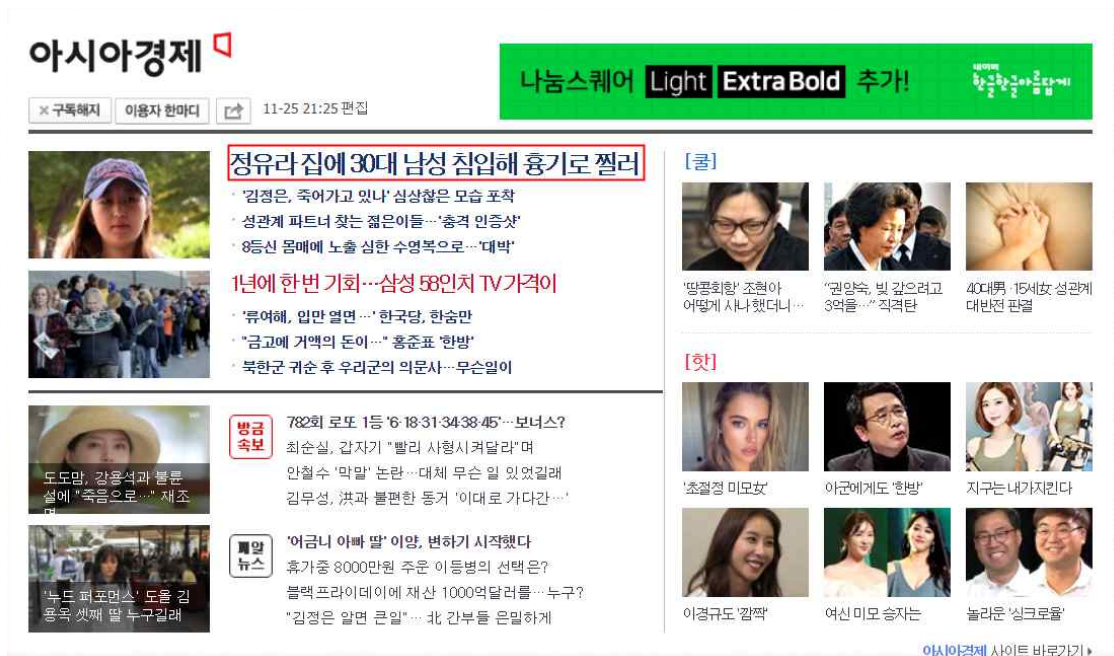 아시아경제
나눔스퀘어 Light ExtraBold 추가!
네이버
한글한글아름답게
× 구독해지 이용자 한마디 11-25 21:25 편집
정유라 집에 30대 남성 침입해 흉기로 찔러
'김정은, 죽어가고 있나' 심상찮은 모습 포착
성관계 파트너 찾는 젊은이들…'충격 인증샷'
8등신 몸매에 노출 심한 수영복으로…'대박'
1년에 한번 기회…삼성 58인치 TV가격이
'류여해, 입만 열면…' 한국당, 한숨만
"금고에 거액의 돈이…" 홍준표 '한방'
북한군 귀순 후 우리군의 의문사…무슨일이
도도맘, 강용석과 불륜
설에 "죽음으로…" 재조
명
'누드 퍼포먼스' 도올 김
용옥 셋째 딸 누구길래
방금
속보
782회 로또 1등 '6·18·31·34·38·45'…보너스?
최순실, 갑자기 "빨리 사형시켜달라"며
안철수 '막말' 논란…대체 무슨 일 있었길래
김무성, 洪과 불편한 동거 '이대로 가다간…'
깨알
뉴스
'어금니 아빠 딸' 이양, 변하기 시작했다
휴가중 8000만원 주운 이등병의 선택은?
블랙프라이데이에 재산 1000억달러를…누구?
"김정은 알면 큰일"… 北 간부들 은밀하게
[쿨]
'땅콩회항' 조현아
어떻게 사나 했더니…
"권양숙, 빚 갚으려고
3억을…" 직격탄
40대男·15세女 성관계
대반전 판결
[핫]
'초절정 미모女'
야군에게도 '한방'
지구는 내가지킨다
이경규도 '깜짝'
여신 미모 승자는
놀라운 '싱크로율'
아시아경제 사이트 바로가기